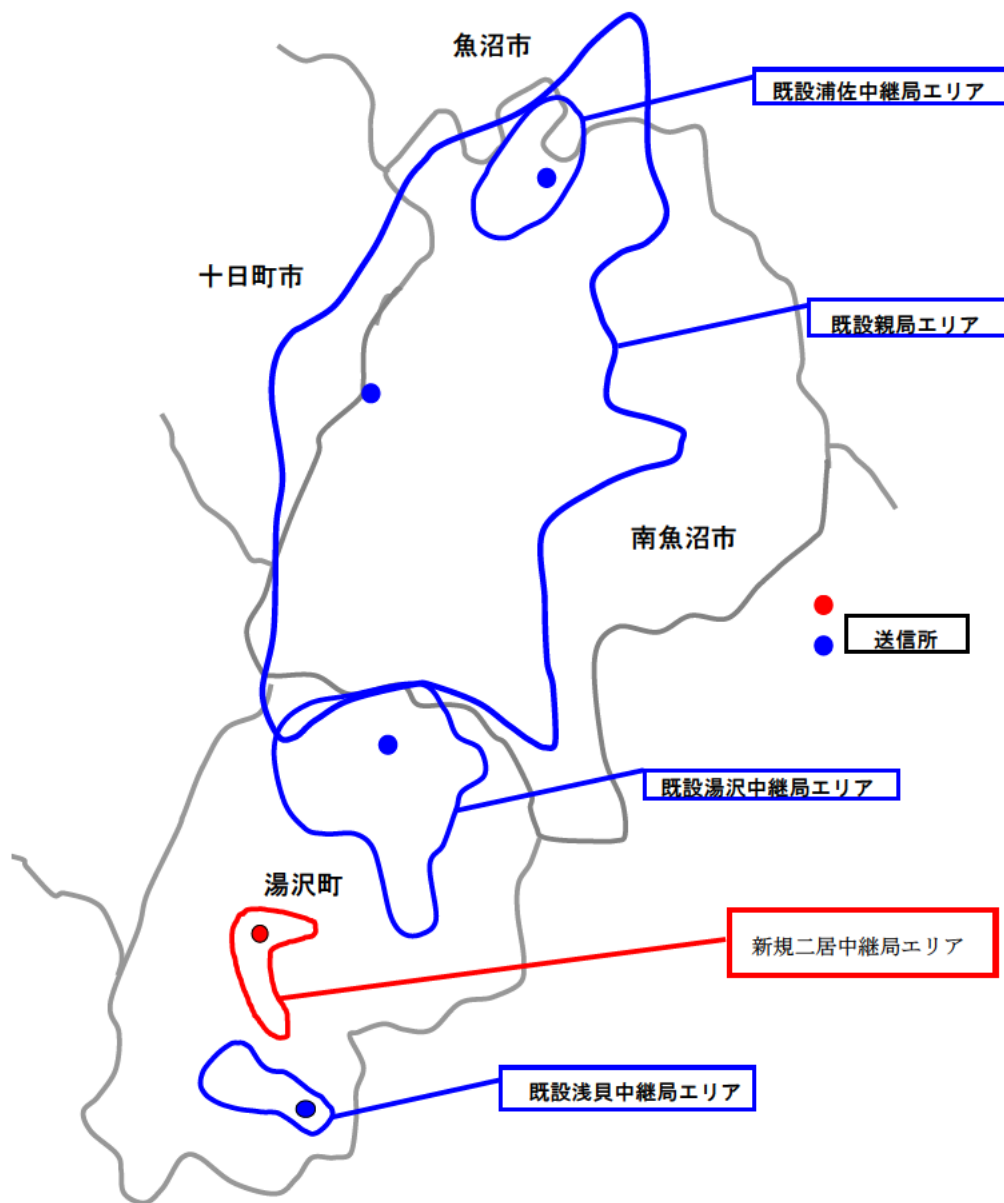 魚沼市
既設浦佐中継局エリア
十日町市
既設親局エリア
南魚沼市
送信所
既設湯沢中継局エリア
湯沢町
新規二居中継局エリア
既設浅貝中継局エリア